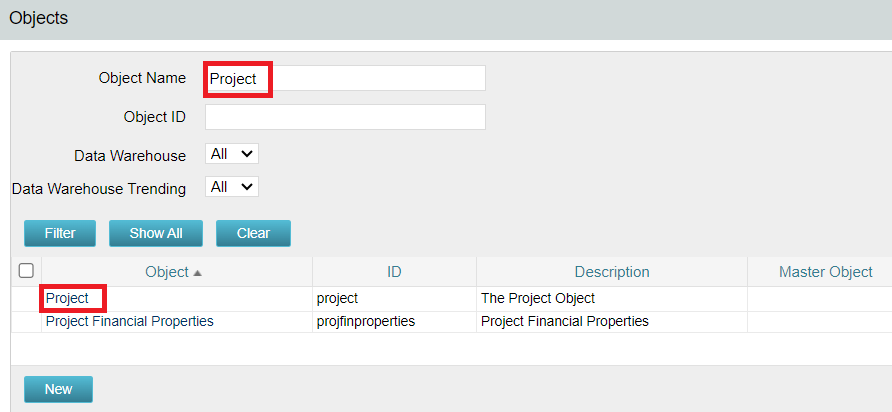 Objects
Object Name Project
Object ID
Data Warehouse All
Data Warehouse Trending All
Filter Show All Clear
Object ID Description Master Object
Project project The Project Object
Project Financial Properties projfinproperties Project Financial Properties
New